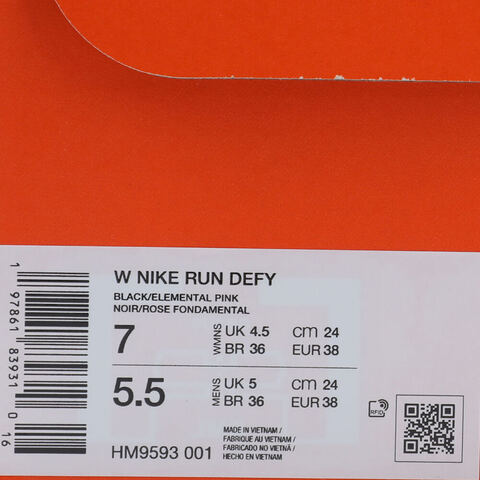 W NIKE RUN DEFY
BLACK/ELEMENTAL PINK
NOIR/ROSE FONDAMENTAL
7 WMNS UK 4.5 cm 24
BR 36 EUR 38
5.5 MENS UK 5 cm 24
BR 36 EUR 38
HM9593 001
MADE IN VIETNAM /
FABRIQUE AU VIETNAM /
FABRICADO NO VIETNÃ /
HECHO EN VIETNAM
RFID
1 97861 83931 0 16